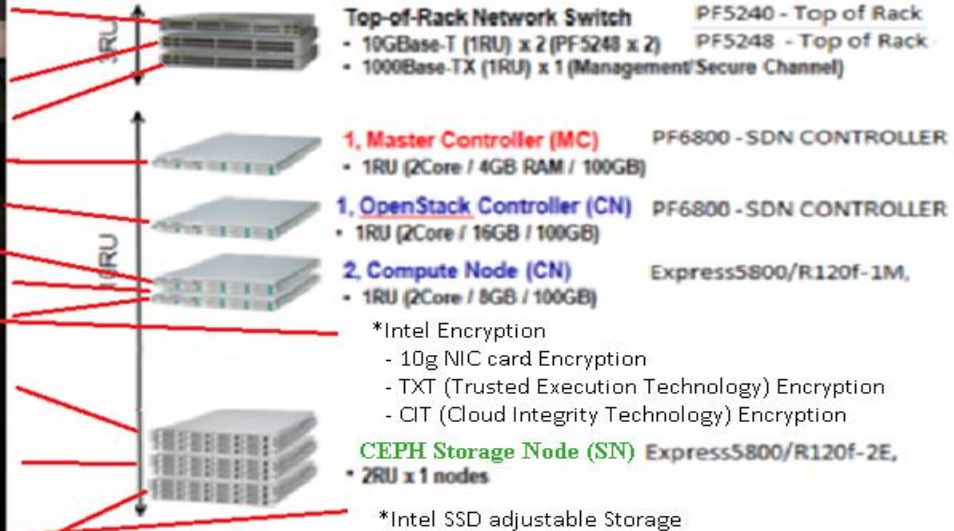 3RU
Top-of-Rack Network Switch
PF5240 - Top of Rack
• 10GBase-T (1RU) x 2 (PF5248 x 2)
PF5248 - Top of Rack
• 1000Base-TX (1RU) x 1 (Management/Secure Channel)
1, Master Controller (MC)
PF6800 - SDN CONTROLLER
• 1RU (2Core / 4GB RAM / 100GB)
1, OpenStack Controller (CN)
PF6800 - SDN CONTROLLER
• 1RU (2Core / 16GB / 100GB)
2, Compute Node (CN)
Express5800/R120f-1M,
• 1RU (2Core / 8GB / 100GB)
*Intel Encryption
- 10g NIC card Encryption
- TXT (Trusted Execution Technology) Encryption
- CIT (Cloud Integrity Technology) Encryption
CEPH Storage Node (SN) Express5800/R120f-2E,
• 2RU x 1 nodes
*Intel SSD adjustable Storage